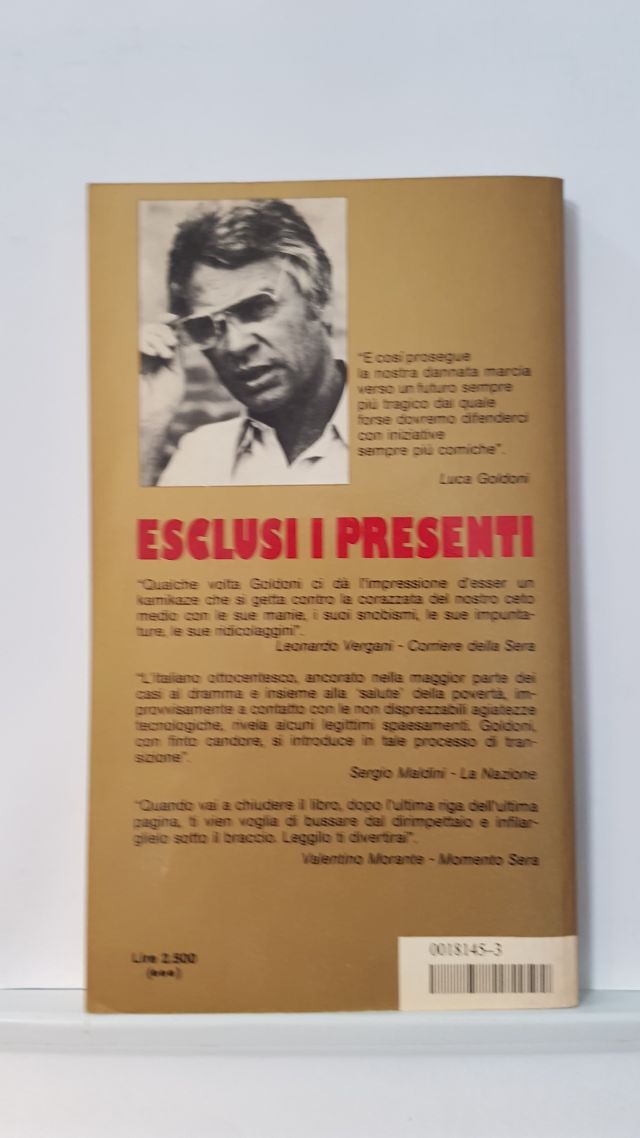 "E così prosegue
la nostra dannata marcia
verso un futuro sempre
più tragico dal quale
forse dovremo difenderci
con iniziative
sempre più comiche".
Luca Goldoni
ESCLUSI I PRESENTI
"Qualche volta Goldoni ci dà l'impressione d'esser un
kamikaze che si getta contro la corazzata del nostro ceto
medio con le sue manie, i suoi snobismi, le sue impunta-
ture, le sue ridicolaggini".
Leonardo Vergani - Corriere della Sera
"L'italiano ottocentesco, ancorato nella maggior parte dei
casi al dramma e insieme alla 'salute' della povertà, im-
provvisamente a contatto con le non disprezzabili agiatezze
tecnologiche, rivela alcuni legittimi spaesamenti. Goldoni,
con finto candore, si introduce in tale processo di tran-
sizione".
Sergio Maldini - La Nazione
"Quando vai a chiudere il libro, dopo l'ultima riga dell'ultima
pagina, ti vien voglia di bussare dal dirimpettaio e infilar-
glielo sotto il braccio. Leggilo ti divertirai".
Valentino Morante - Momento Sera
Lire 2.500
(●●●)
0018145-3